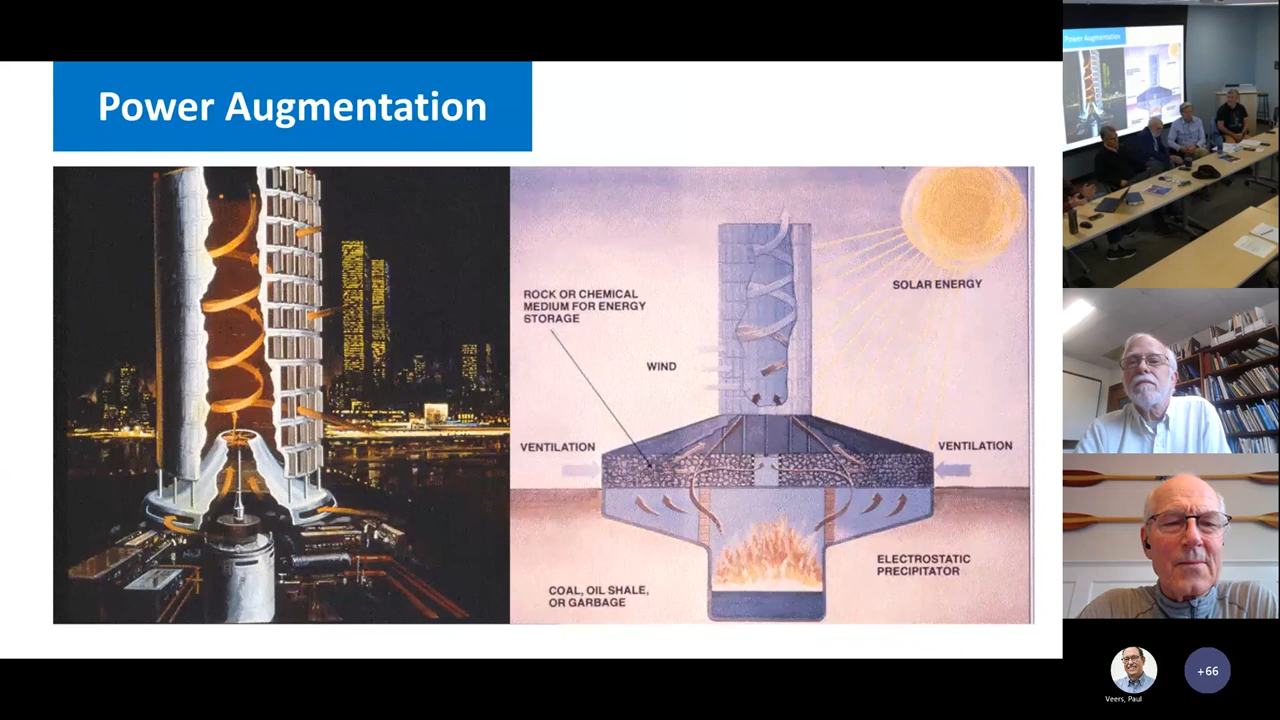 Power Augmentation
ROCK OR CHEMICAL
MEDIUM FOR ENERGY
STORAGE
WIND
SOLAR ENERGY
VENTILATION
VENTILATION
ELECTROSTATIC
PRECIPITATOR
COAL, OIL SHALE,
OR GARBAGE
Power Augmentation
Veers, Paul
+66